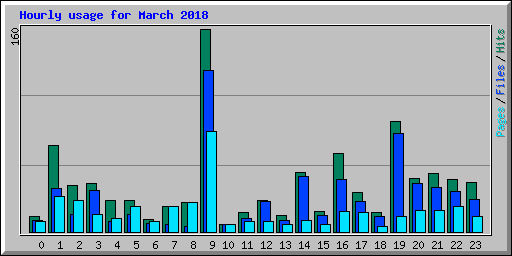 Hourly usage for March 2018
160
Pages / Files / Hits
0 1 2 3 4 5 6 7 8 9 10 11 12 13 14 15 16 17 18 19 20 21 22 23